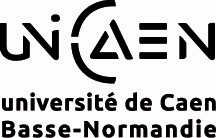 UNICAEN
université de Caen
Basse-Normandie